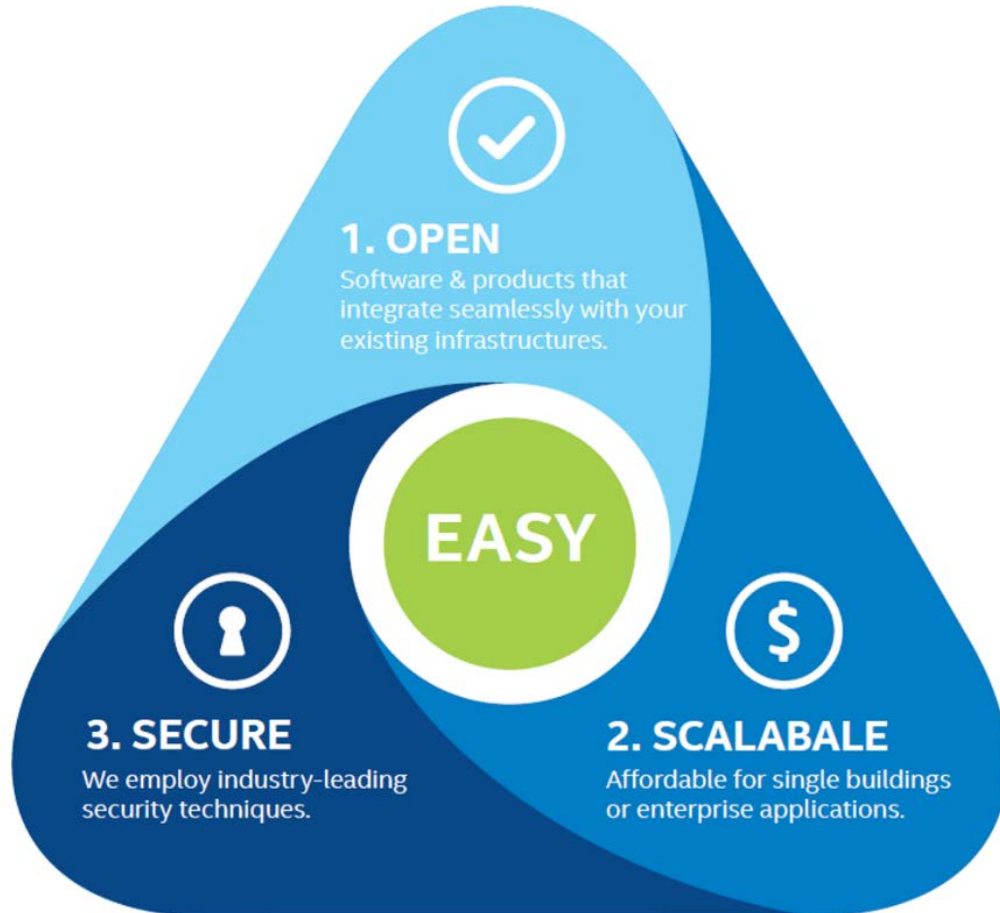 1. OPEN
Software & products that
integrate seamlessly with your
existing infrastructures.
EASY
3. SECURE
We employ industry-leading
security techniques.
2. SCALABALE
Affordable for single buildings
or enterprise applications.